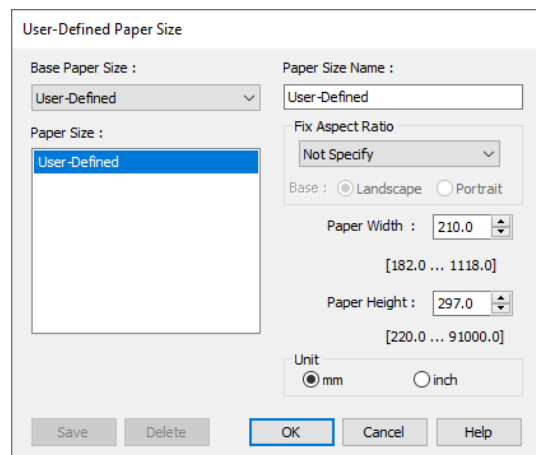 User-Defined Paper Size
Base Paper Size :
User-Defined
Paper Size :
User-Defined
Paper Size Name :
User-Defined
Fix Aspect Ratio
Not Specify
Base : Landscape Portrait
Paper Width : 210.0
[182.0 ... 1118.0]
Paper Height : 297.0
[220.0 ... 91000.0]
Unit
mm inch
Save Delete OK Cancel Help